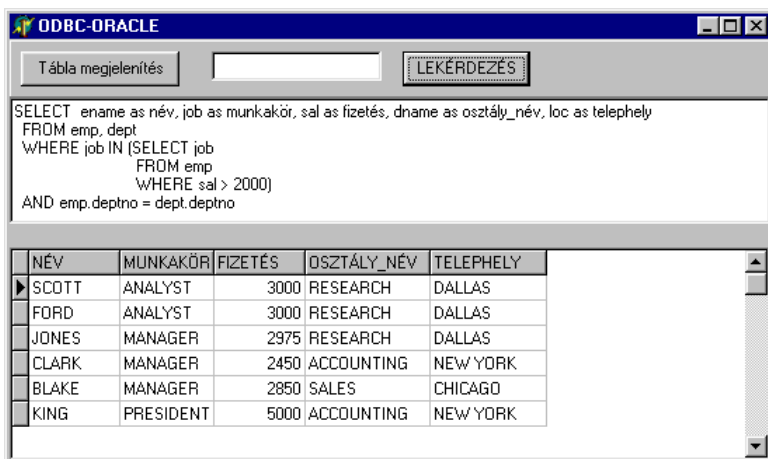 ODBC-ORACLE
Tábla megjelenítés LEKÉRDEZÉS
SELECT ename as név, job as munkakör, sal as fizetés, dname as osztály_név, loc as telephely
FROM emp, dept
WHERE job IN (SELECT job
FROM emp
WHERE sal > 2000)
AND emp.deptno = dept.deptno
NÉV MUNKAKÖR FIZETÉS OSZTÁLY_NÉV TELEPHELY
SCOTT ANALYST 3000 RESEARCH DALLAS
FORD ANALYST 3000 RESEARCH DALLAS
JONES MANAGER 2975 RESEARCH DALLAS
CLARK MANAGER 2450 ACCOUNTING NEW YORK
BLAKE MANAGER 2850 SALES CHICAGO
KING PRESIDENT 5000 ACCOUNTING NEW YORK